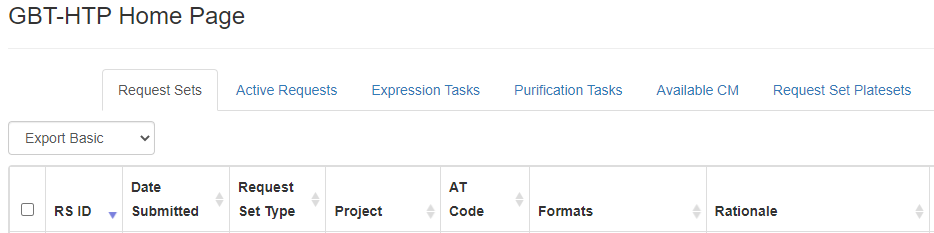 GBT-HTP Home Page
Request Sets Active Requests Expression Tasks Purification Tasks Available CM Request Set Platesets
Export Basic
RS ID Date Submitted Request Set Type Project AT Code Formats Rationale